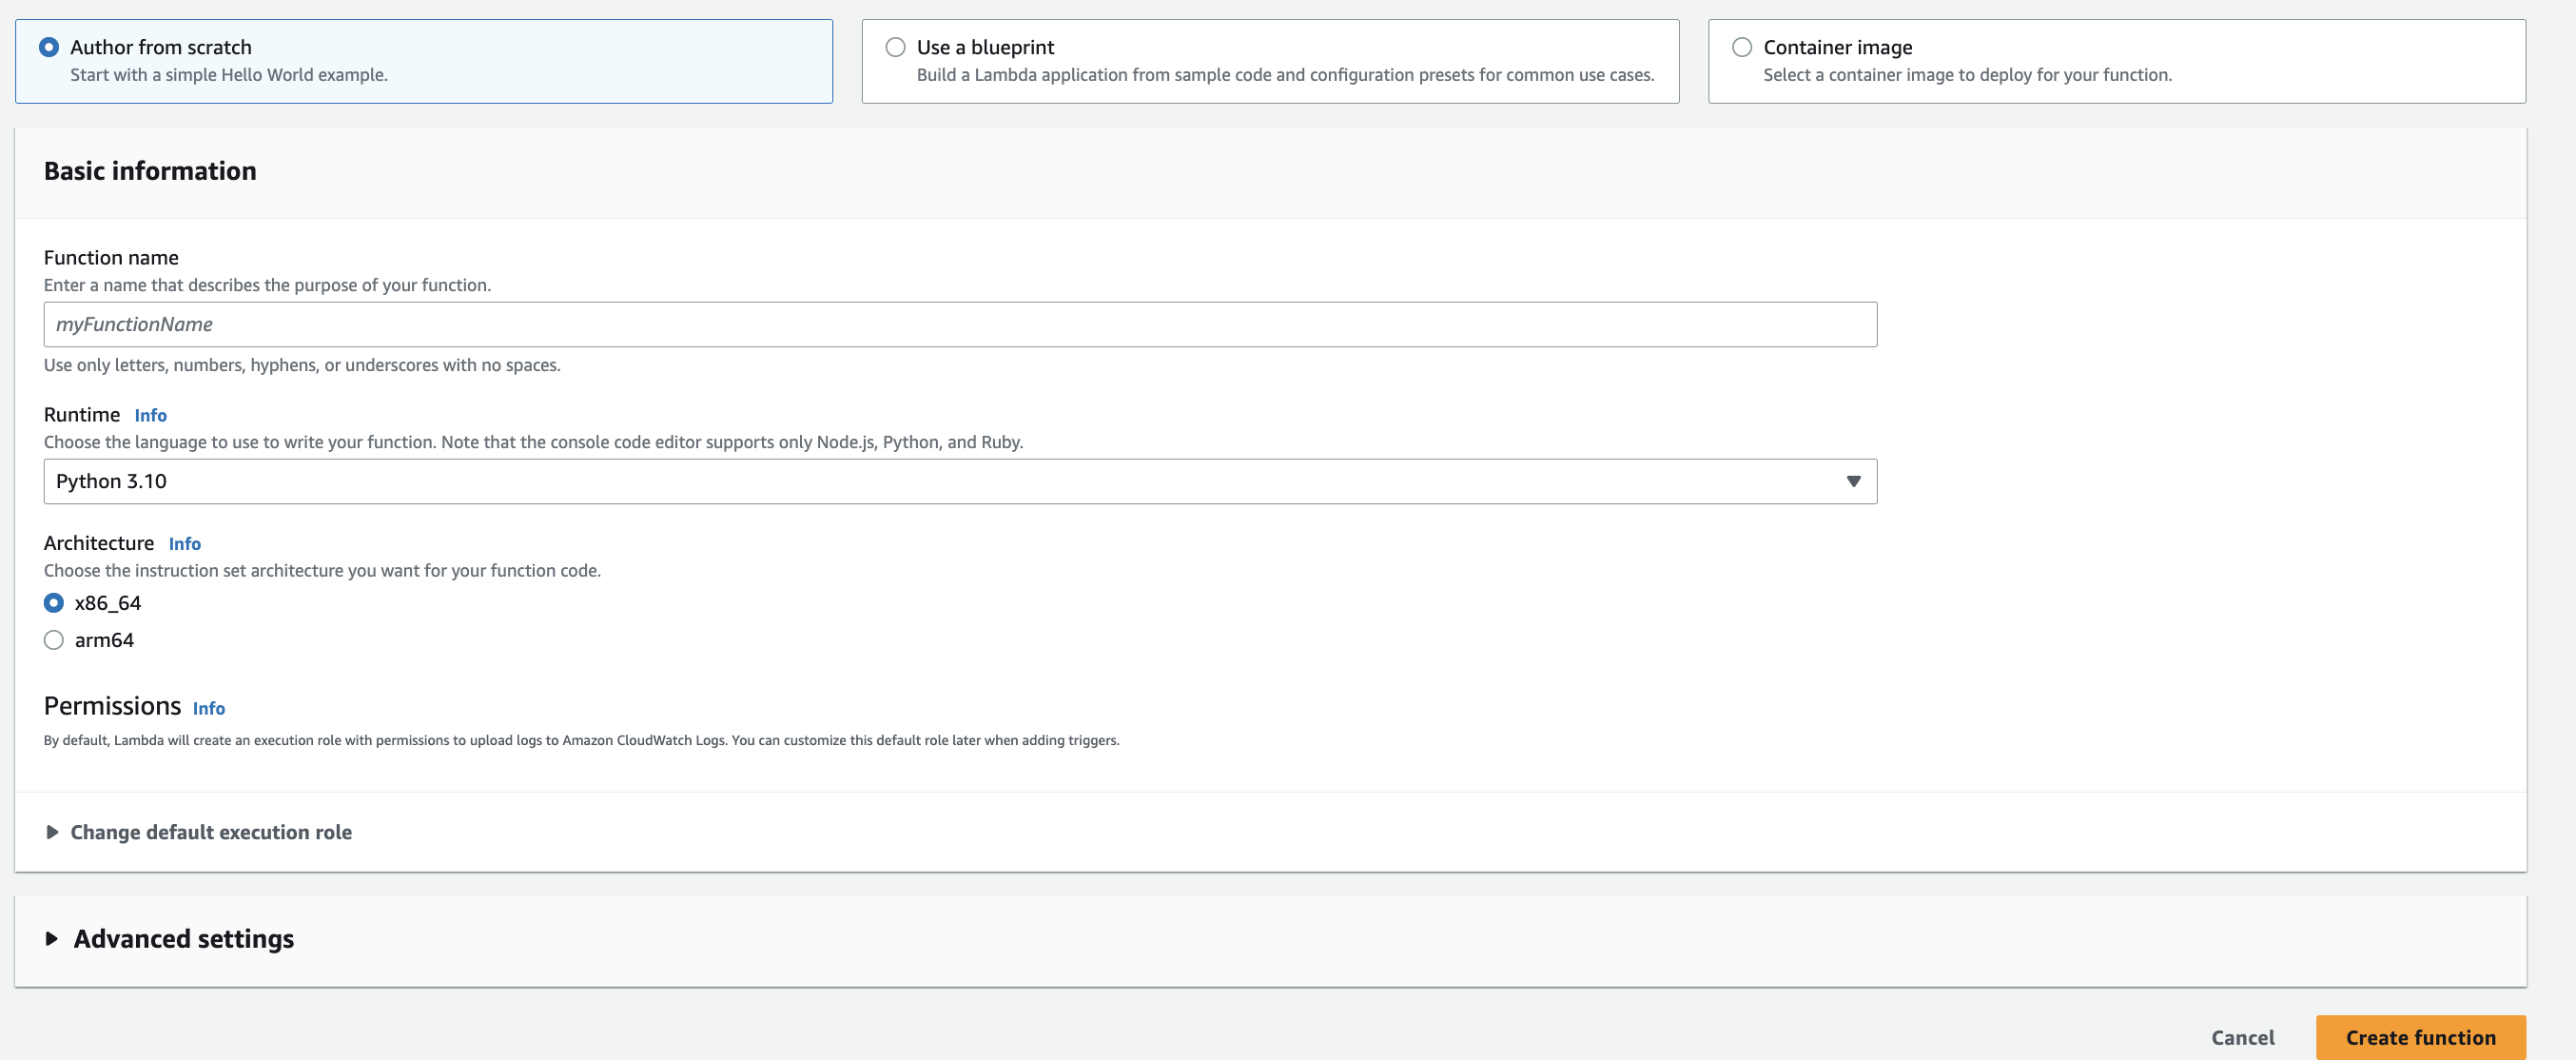 Author from scratch
Start with a simple Hello World example.
Use a blueprint
Build a Lambda application from sample code and configuration presets for common use cases.
Container image
Select a container image to deploy for your function.
Basic information
Function name
Enter a name that describes the purpose of your function.
myFunctionName
Use only letters, numbers, hyphens, or underscores with no spaces.
Runtime Info
Choose the language to use to write your function. Note that the console code editor supports only Node.js, Python, and Ruby.
Python 3.10
Architecture Info
Choose the instruction set architecture you want for your function code.
x86_64
arm64
Permissions Info
By default, Lambda will create an execution role with permissions to upload logs to Amazon CloudWatch Logs. You can customize this default role later when adding triggers.
Change default execution role
Advanced settings
Cancel Create function